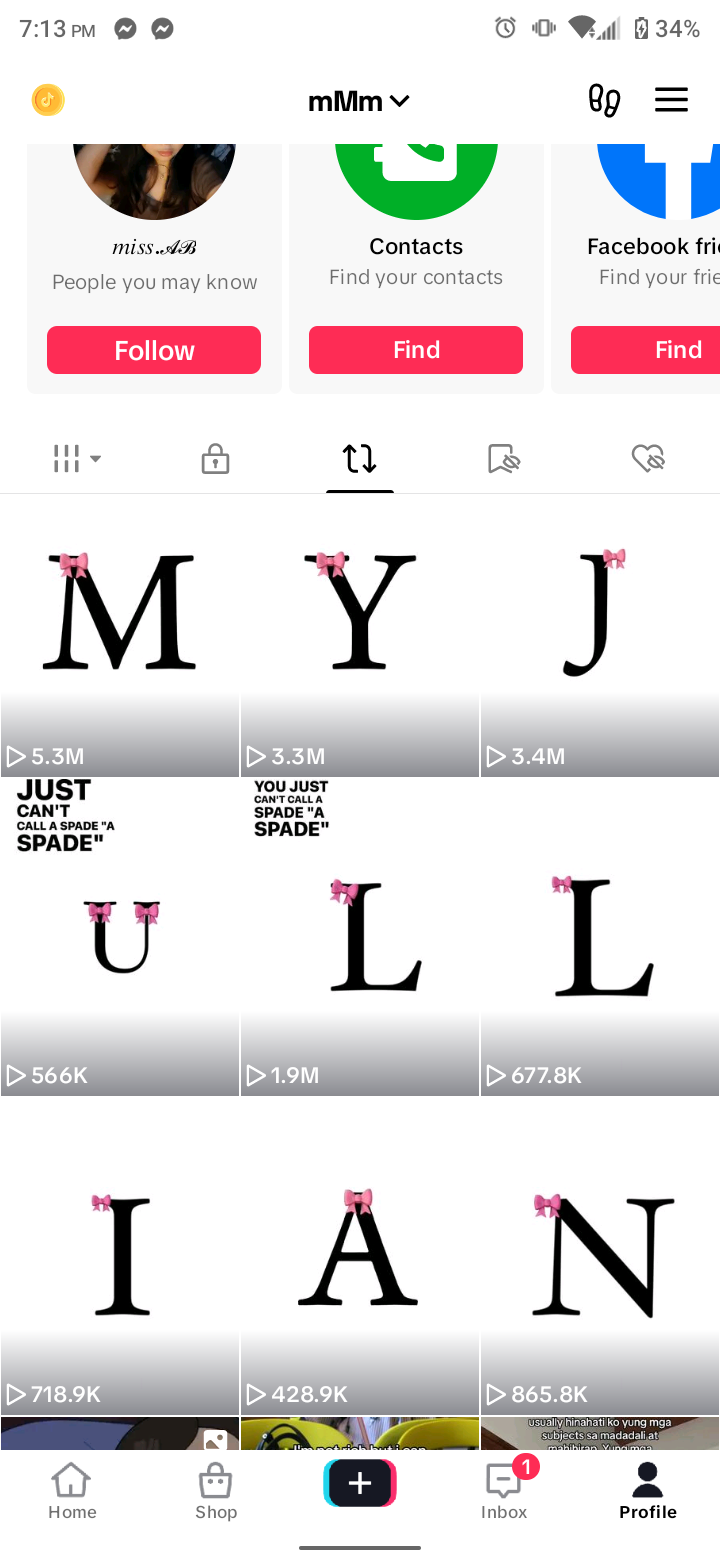 7:13 PM
34%
mMm
miss.AB
People you may know
Follow
Contacts
Find your contacts
Find
Facebook frie
Find your frie
Find
M
5.3M
Y
3.3M
J
3.4M
JUST
CAN'T
CALL A SPADE "A
SPADE"
U
566K
YOU JUST
CAN'T CALL A
SPADE "A
SPADE"
L
1.9M
L
677.8K
I
718.9K
A
428.9K
N
865.8K
I'm not rich but i can
usually hinahati ko yung mga
subjects sa madadali at
mahihirap. Yung mga
Home
Shop
Inbox
1
Profile